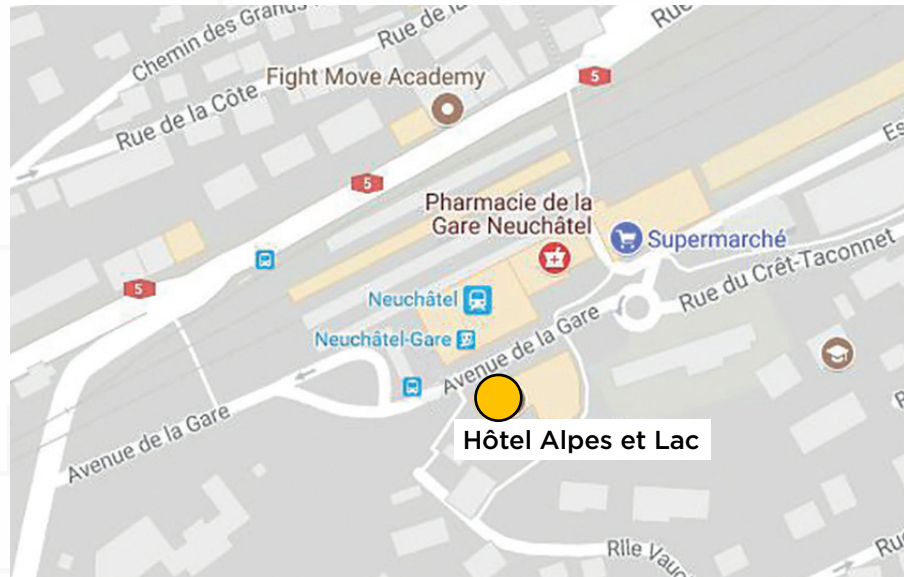 Chemin des Grands
Rue de la
Rue
Fight Move Academy
5
Rue de la Côte
5
Es
Pharmacie de la
Gare Neuchâtel
Supermarché
5
Neuchâtel
Rue du Crêt-Taconnet
Neuchâtel-Gare
Avenue de la Gare
Avenue de la Gare
Hôtel Alpes et Lac
Rlle Vauc
Rue